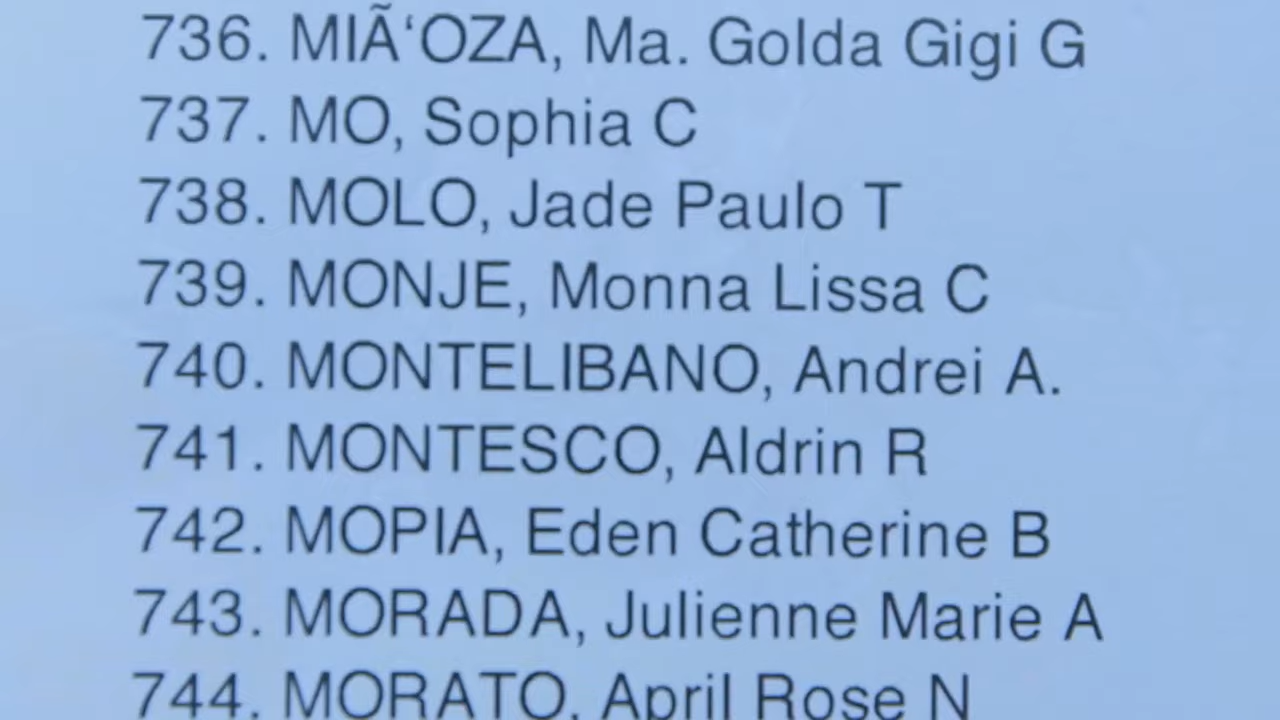 736. MIÃ‘OZA, Ma. Golda Gigi G
737. MO, Sophia C
738. MOLO, Jade Paulo T
739. MONJE, Monna Lissa C
740. MONTELIBANO, Andrei A.
741. MONTESCO, Aldrin R
742. MOPIA, Eden Catherine B
743. MORADA, Julienne Marie A
744. MORATO, April Rose N